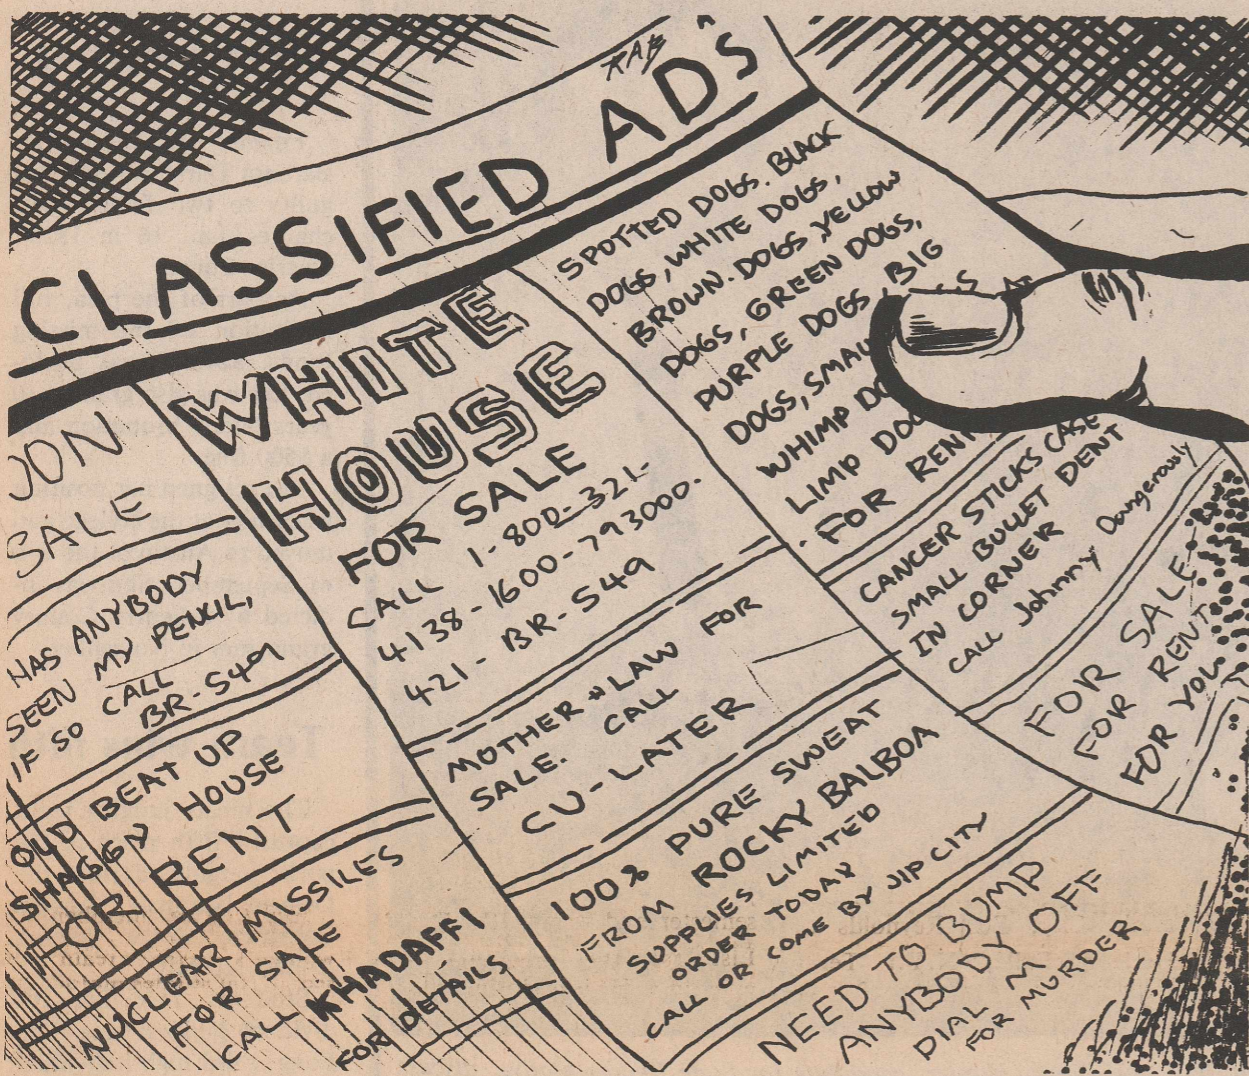 RAB
CLASSIFIED ADS
OON
SALE
HAS ANYBODY
SEEN MY PENCIL,
IF SO CALL
BR-549
OLD BEAT UP
SHAGGY HOUSE
FOR RENT
NUCLEAR MISSILES
FOR SALE
CALL KHADAFFI
FOR DETAILS
WHITE
HOUSE
FOR SALE
CALL 1-800-321-
4138-1600-793000-
421-BR-549
MOTHER N LAW FOR
SALE. CALL
CU-LATER
100% PURE SWEAT
FROM ROCKY BALBOA
SUPPLIES LIMITED
ORDER TODAY
CALL OR COME BY JIP CITY
NEED TO BUMP
ANYBODY OFF
DIAL M
FOR MURDER
SPOTTED DOGS. BLACK
DOGS, WHITE DOGS,
BROWN. DOGS, YELLOW
DOGS, GREEN DOGS,
PURPLE DOGS, BIG
DOGS, SMAL
WHIMP DO
LIMP DOG
FOR RENT
CANCER STICKS CASE
SMALL BULLET DENT
IN CORNER
CALL Johnny Dangerously
FOR SALE
FOR RENT
FOR YOU